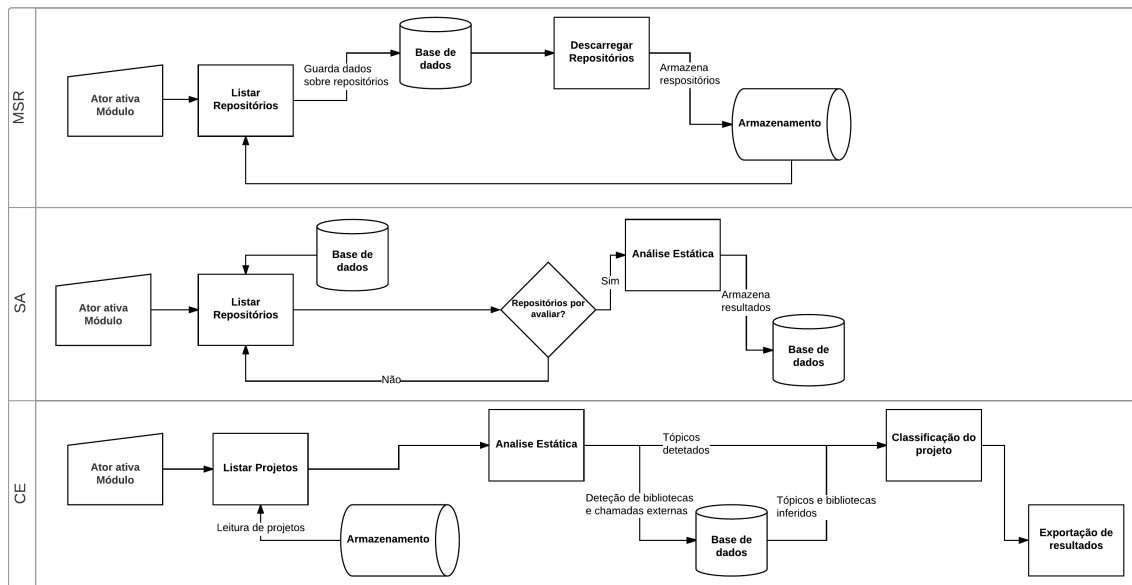 MSR
Ator ativa
Módulo
Listar
Repositórios
Guarda dados
sobre repositórios
Base de
dados
Descarregar
Repositórios
Armazena
respositórios
Armazenamento
SA
Ator ativa
Módulo
Listar
Repositórios
Base de
dados
Repositórios por
avaliar?
Sim
Não
Análise Estática
Armazena
resultados
Base de
dados
CE
Ator ativa
Módulo
Listar Projetos
Leitura de projetos
Armazenamento
Analise Estática
Tópicos
detetados
Deteção de bibliotecas
e chamadas externas
Base de
dados
Tópicos e bibliotecas
inferidos
Classificação do
projeto
Exportação de
resultados